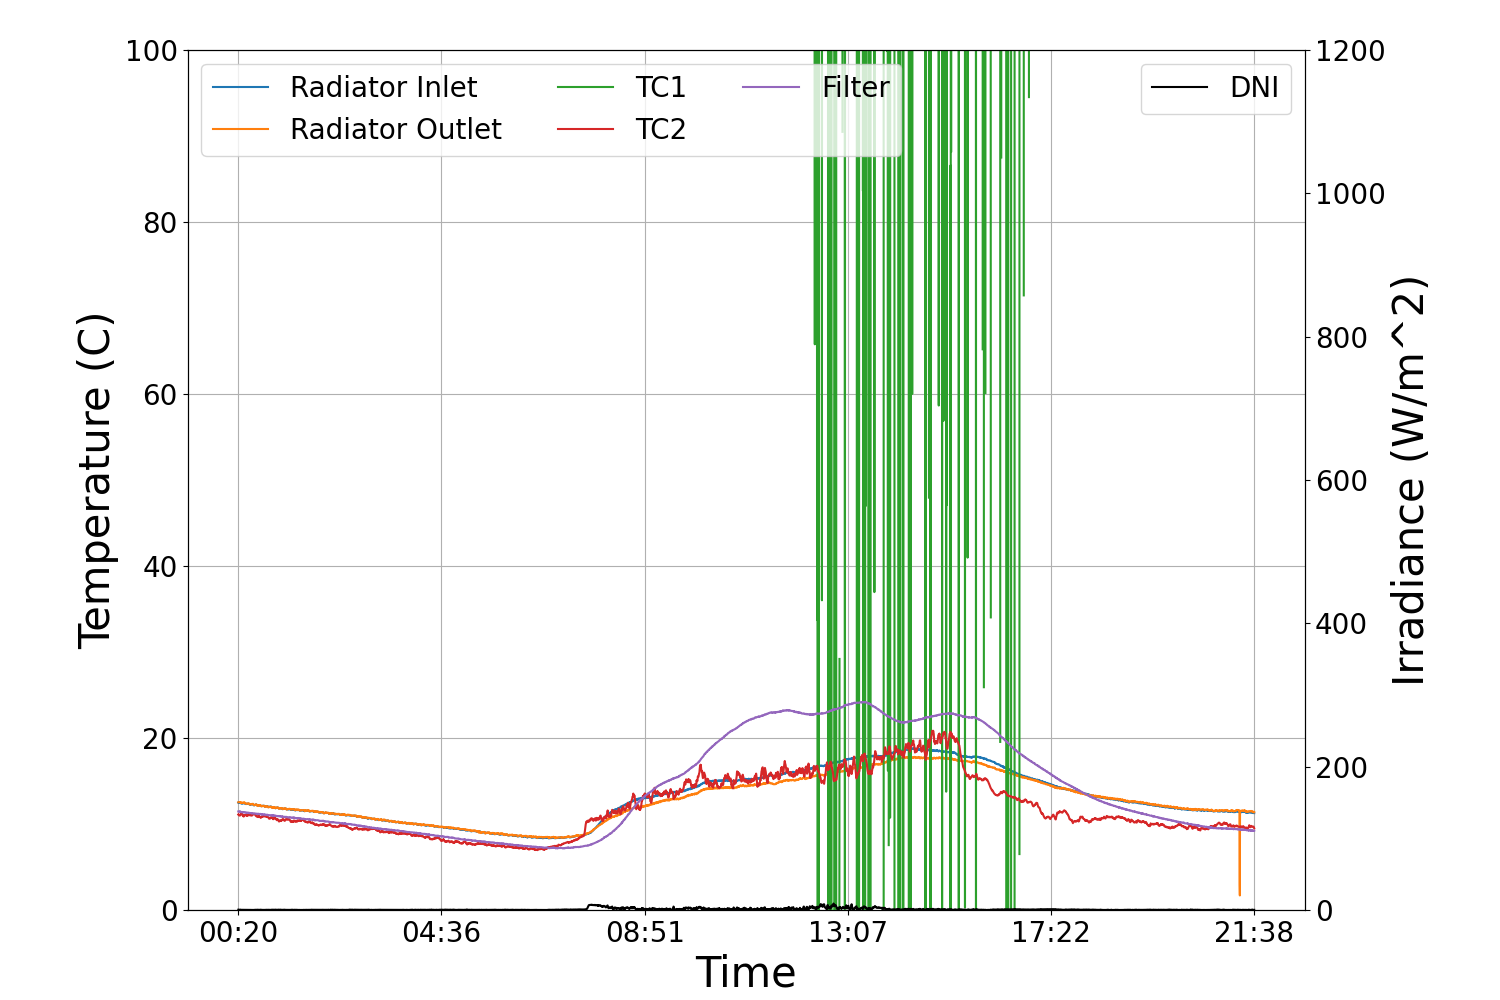 100
80
60
40
20
0
Temperature (C)
Radiator Inlet
Radiator Outlet
TC1
TC2
Filter
DNI
1200
1000
800
600
400
200
0
Irradiance (W/m^2)
00:20 04:36 08:51 13:07 17:22 21:38
Time